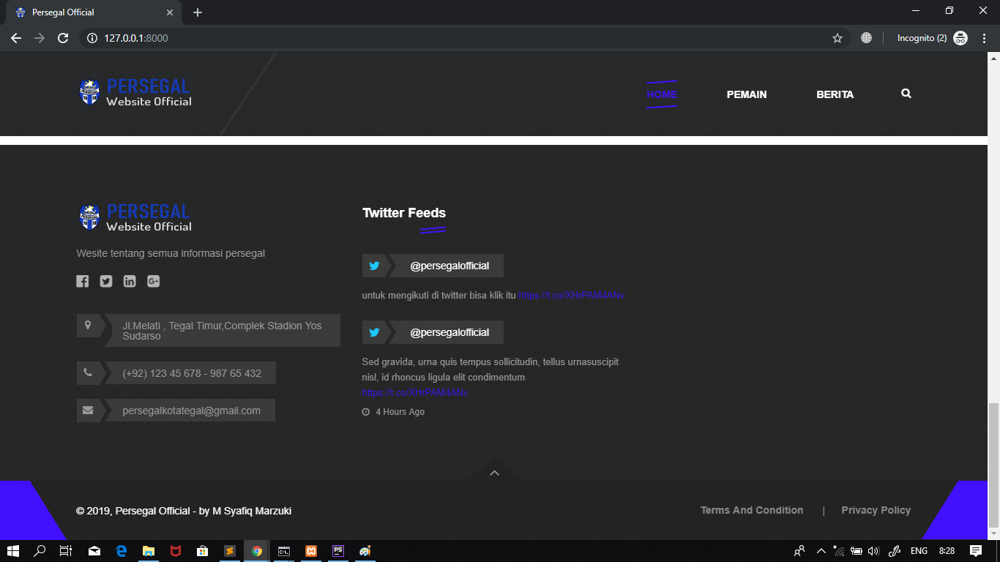 Persegal Official
127.0.0.1:8000
Incognito (2)
PERSEGAL
Website Official
HOME
PEMAIN
BERITA
PERSEGAL
Website Official
Wesite tentang semua informasi persegal
Jl.Melati , Tegal Timur,Complek Stadion Yos
Sudarso
(+92) 123 45 678 - 987 65 432
persegalkotategal@gmail.com
Twitter Feeds
@persegalofficial
untuk mengikuti di twitter bisa klik itu https://t.co/XHrPAM4ANv
@persegalofficial
Sed gravida, urna quis tempus sollicitudin, tellus urnasuscipit
nisl, id rhoncus ligula elit condimentum
https://t.co/XHrPAM4ANv
4 Hours Ago
© 2019, Persegal Official - by M Syafiq Marzuki
Terms And Condition | Privacy Policy
ENG
8:28